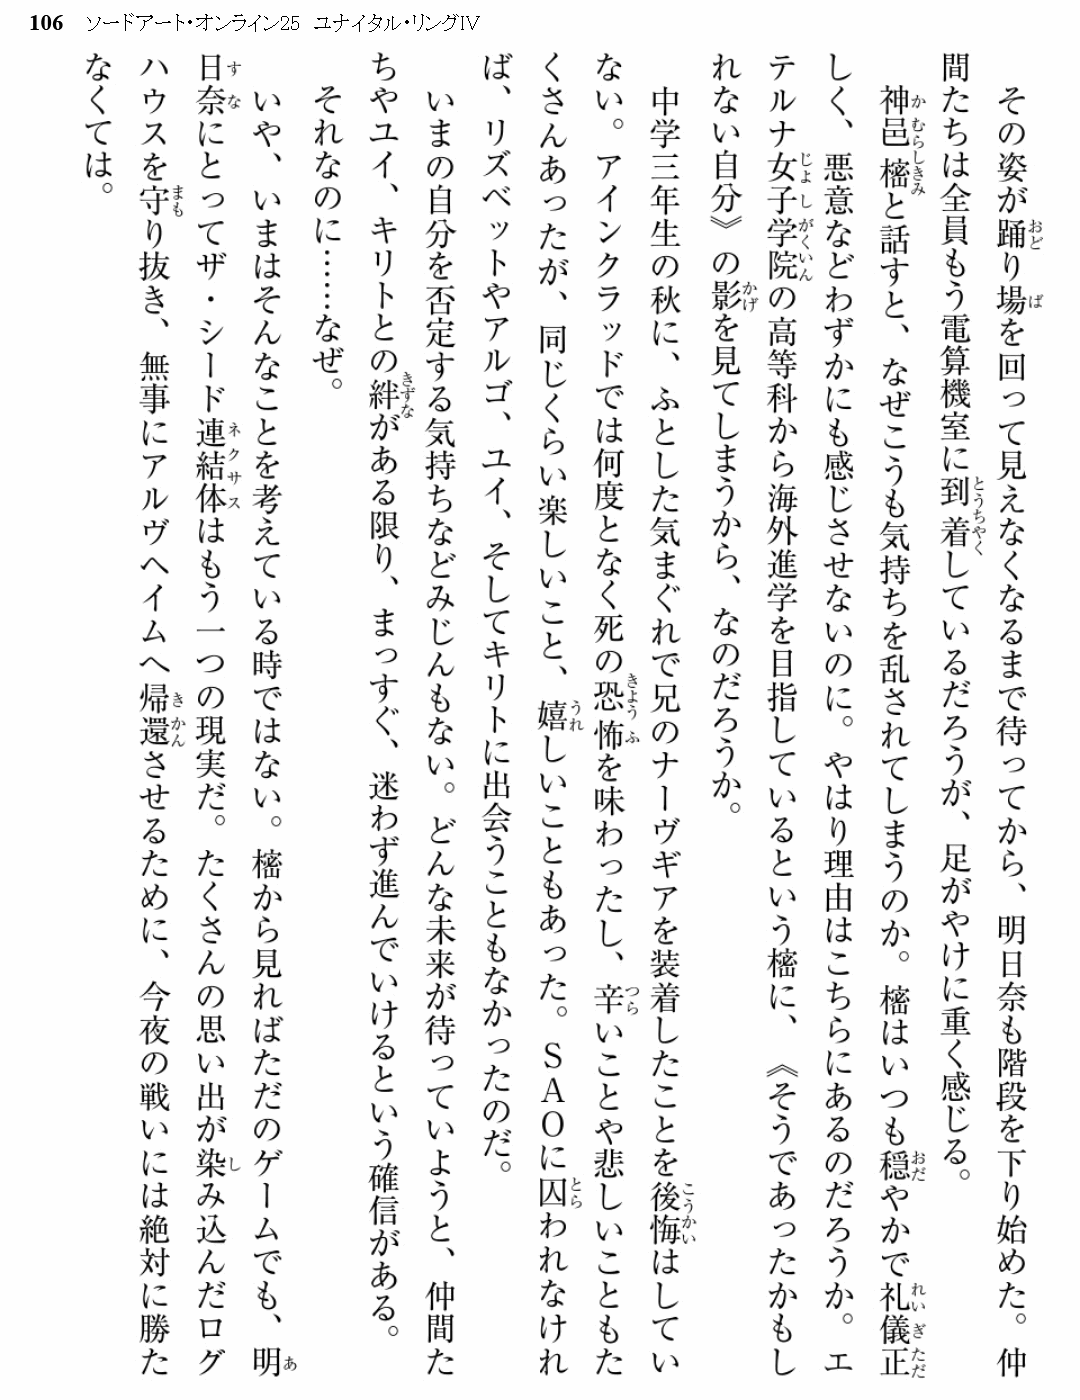 106 ソードアート・オンライン25 ユナイタル・リングⅣ
その姿が踊り場を回って見えなくなるまで待ってから、明日奈も階段を下り始めた。仲
間たちは全員もう電算機室に到着しているだろうが、足がやけに重く感じる。
神邑樒と話すと、なぜこうも気持ちを乱されてしまうのか。樒はいつも穏やかで礼儀正
しく、悪意などわずかにも感じさせないのに。やはり理由はこちらにあるのだろうか。エ
テルナ女子学院の高等科から海外進学を目指しているという樒に、《そうであったかもし
れない自分》の影を見てしまうから、なのだろうか。
中学三年生の秋に、ふとした気まぐれで兄のナーヴギアを装着したことを後悔はしてい
ない。アインクラッドでは何度となく死の恐怖を味わったし、辛いことや悲しいこともた
くさんあったが、同じくらい楽しいこと、嬉しいこともあった。ＳＡＯに囚われなけれ
ば、リズベットやアルゴ、ユイ、そしてキリトに出会うこともなかったのだ。
いまの自分を否定する気持ちなどみじんもない。どんな未来が待っていようと、仲間た
ちやユイ、キリトとの絆がある限り、まっすぐ、迷わず進んでいけるという確信がある。
それなのに……なぜ。
いや、いまはそんなことを考えている時ではない。樒から見ればただのゲームでも、明
日奈にとってザ・シード連結体はもう一つの現実だ。たくさんの思い出が染み込んだログ
ハウスを守り抜き、無事にアルヴヘイムへ帰還させるために、今夜の戦いには絶対に勝た
なくては。